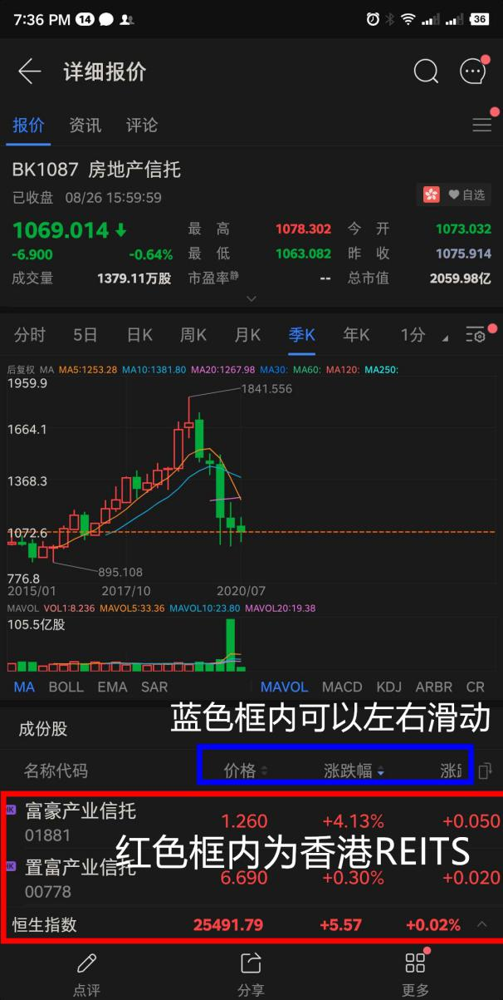 7:36 PM 14 36
详细报价
报价 资讯 评论
BK1087 房地产信托
已收盘 08/26 15:59:59 自选
1069.014 最高 1078.302 今开 1073.032
-6.900 -0.64% 最低 1063.082 昨收 1075.914
成交量 1379.11万股 市盈率静 -- 总市值 2059.98亿
分时 5日 日K 周K 月K 季K 年K 1分
后复权 MA MA5:1253.28 MA10:1381.80 MA20:1267.98 MA30: MA60: MA120: MA250:
1959.9
1841.556
1664.1
1368.3
1072.6
895.108
776.8
2015/01 2017/10 2020/07
MAVOL VOL1:8.236 MAVOL5:33.36 MAVOL10:23.80 MAVOL20:19.38
105.5亿股
MA BOLL EMA SAR MAVOL MACD KDJ ARBR CR
蓝色框内可以左右滑动
成份股
名称代码 价格 涨跌幅 涨跌
HK 富豪产业信托 1.260 +4.13% +0.050
01881
红色框内为香港REITS
HK 置富产业信托 6.690 +0.30% +0.020
00778
恒生指数 25491.79 +5.57 +0.02%
点评 分享 更多